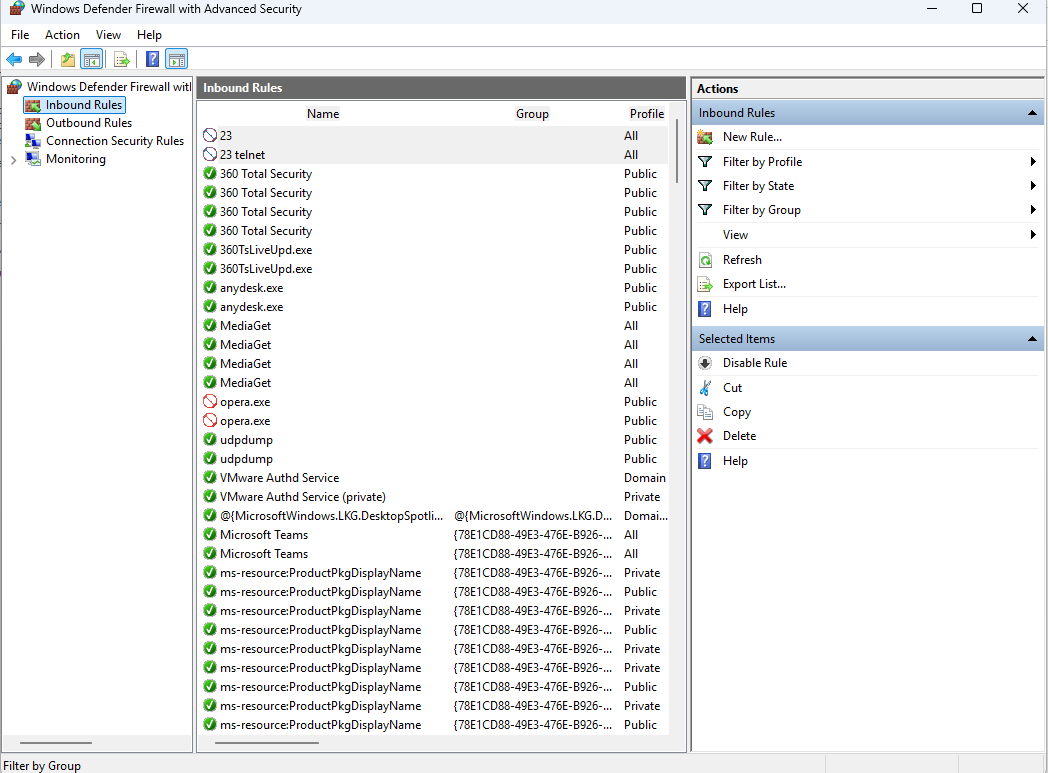 Windows Defender Firewall with Advanced Security
File Action View Help
Windows Defender Firewall with
Inbound Rules
Outbound Rules
Connection Security Rules
Monitoring
Inbound Rules
Name Group Profile
23 All
23 telnet All
360 Total Security Public
360 Total Security Public
360 Total Security Public
360 Total Security Public
360TsLiveUpd.exe Public
360TsLiveUpd.exe Public
anydesk.exe Public
anydesk.exe Public
MediaGet All
MediaGet All
MediaGet All
MediaGet All
opera.exe Public
opera.exe Public
udpdump Public
udpdump Public
VMware Authd Service Domain
VMware Authd Service (private) Private
@{MicrosoftWindows.LKG.DesktopSpotli... @{MicrosoftWindows.LKG.D... Domai...
Microsoft Teams {78E1CD88-49E3-476E-B926-... All
Microsoft Teams {78E1CD88-49E3-476E-B926-... All
ms-resource:ProductPkgDisplayName {78E1CD88-49E3-476E-B926-... Private
ms-resource:ProductPkgDisplayName {78E1CD88-49E3-476E-B926-... Public
ms-resource:ProductPkgDisplayName {78E1CD88-49E3-476E-B926-... Private
ms-resource:ProductPkgDisplayName {78E1CD88-49E3-476E-B926-... Public
ms-resource:ProductPkgDisplayName {78E1CD88-49E3-476E-B926-... Private
ms-resource:ProductPkgDisplayName {78E1CD88-49E3-476E-B926-... Private
ms-resource:ProductPkgDisplayName {78E1CD88-49E3-476E-B926-... Public
ms-resource:ProductPkgDisplayName {78E1CD88-49E3-476E-B926-... Private
ms-resource:ProductPkgDisplayName {78E1CD88-49E3-476E-B926-... Public
Actions
Inbound Rules
New Rule...
Filter by Profile
Filter by State
Filter by Group
View
Refresh
Export List...
Help
Selected Items
Disable Rule
Cut
Copy
Delete
Help
Filter by Group